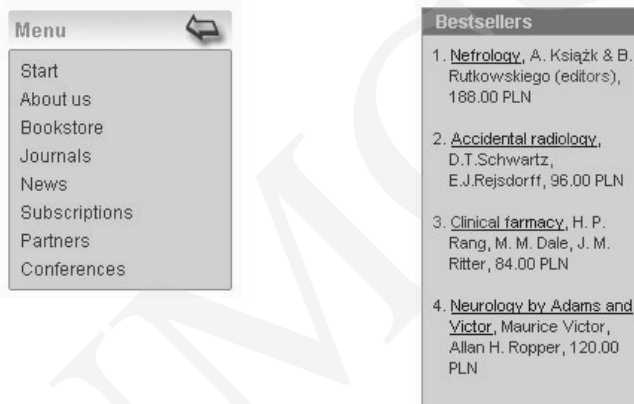 Menu
Start
About us
Bookstore
Journals
News
Subscriptions
Partners
Conferences
Bestsellers
1. Nefrology, A. Książk & B.
Rutkowskiego (editors),
188.00 PLN
2. Accidental radiology,
D.T.Schwartz,
E.J.Rejsdorff, 96.00 PLN
3. Clinical farmacy, H. P.
Rang, M. M. Dale, J. M.
Ritter, 84.00 PLN
4. Neurology by Adams and
Victor, Maurice Victor,
Allan H. Ropper, 120.00
PLN